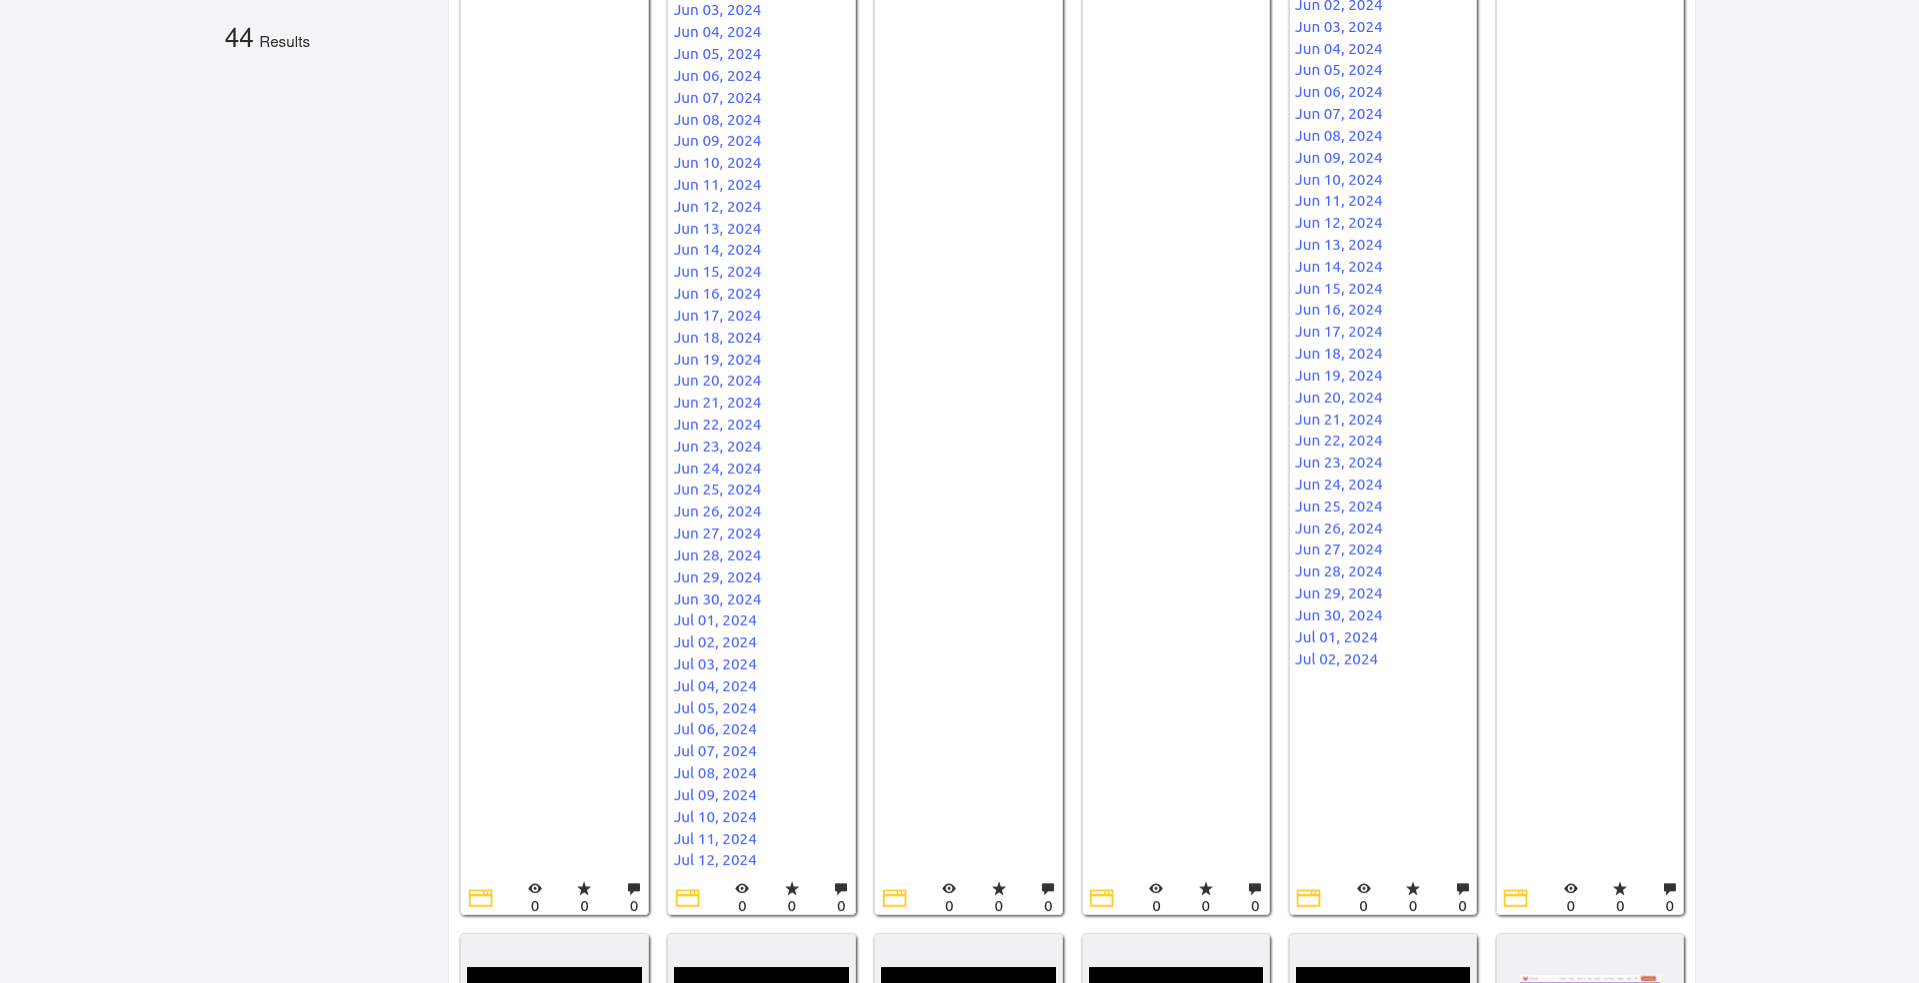 44 Results
Jun 03, 2024
Jun 04, 2024
Jun 05, 2024
Jun 06, 2024
Jun 07, 2024
Jun 08, 2024
Jun 09, 2024
Jun 10, 2024
Jun 11, 2024
Jun 12, 2024
Jun 13, 2024
Jun 14, 2024
Jun 15, 2024
Jun 16, 2024
Jun 17, 2024
Jun 18, 2024
Jun 19, 2024
Jun 20, 2024
Jun 21, 2024
Jun 22, 2024
Jun 23, 2024
Jun 24, 2024
Jun 25, 2024
Jun 26, 2024
Jun 27, 2024
Jun 28, 2024
Jun 29, 2024
Jun 30, 2024
Jul 01, 2024
Jul 02, 2024
Jul 03, 2024
Jul 04, 2024
Jul 05, 2024
Jul 06, 2024
Jul 07, 2024
Jul 08, 2024
Jul 09, 2024
Jul 10, 2024
Jul 11, 2024
Jul 12, 2024
Jun 02, 2024
Jun 03, 2024
Jun 04, 2024
Jun 05, 2024
Jun 06, 2024
Jun 07, 2024
Jun 08, 2024
Jun 09, 2024
Jun 10, 2024
Jun 11, 2024
Jun 12, 2024
Jun 13, 2024
Jun 14, 2024
Jun 15, 2024
Jun 16, 2024
Jun 17, 2024
Jun 18, 2024
Jun 19, 2024
Jun 20, 2024
Jun 21, 2024
Jun 22, 2024
Jun 23, 2024
Jun 24, 2024
Jun 25, 2024
Jun 26, 2024
Jun 27, 2024
Jun 28, 2024
Jun 29, 2024
Jun 30, 2024
Jul 01, 2024
Jul 02, 2024
0 0 0 0 0 0 0 0 0 0 0 0 0 0 0 0 0 0